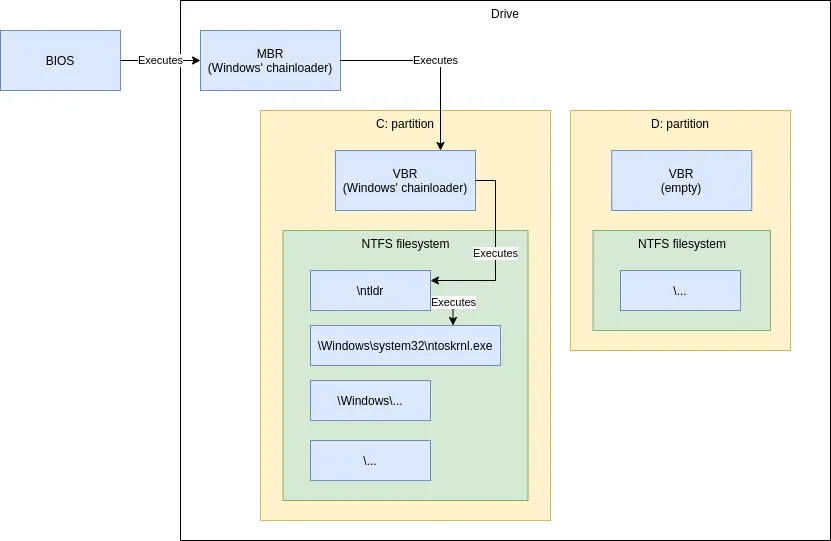 Drive
BIOS
Executes
MBR
(Windows' chainloader)
Executes
C: partition
VBR
(Windows' chainloader)
Executes
NTFS filesystem
\ntldr
Executes
\Windows\system32\ntoskrnl.exe
\Windows\...
\...
D: partition
VBR
(empty)
NTFS filesystem
\...